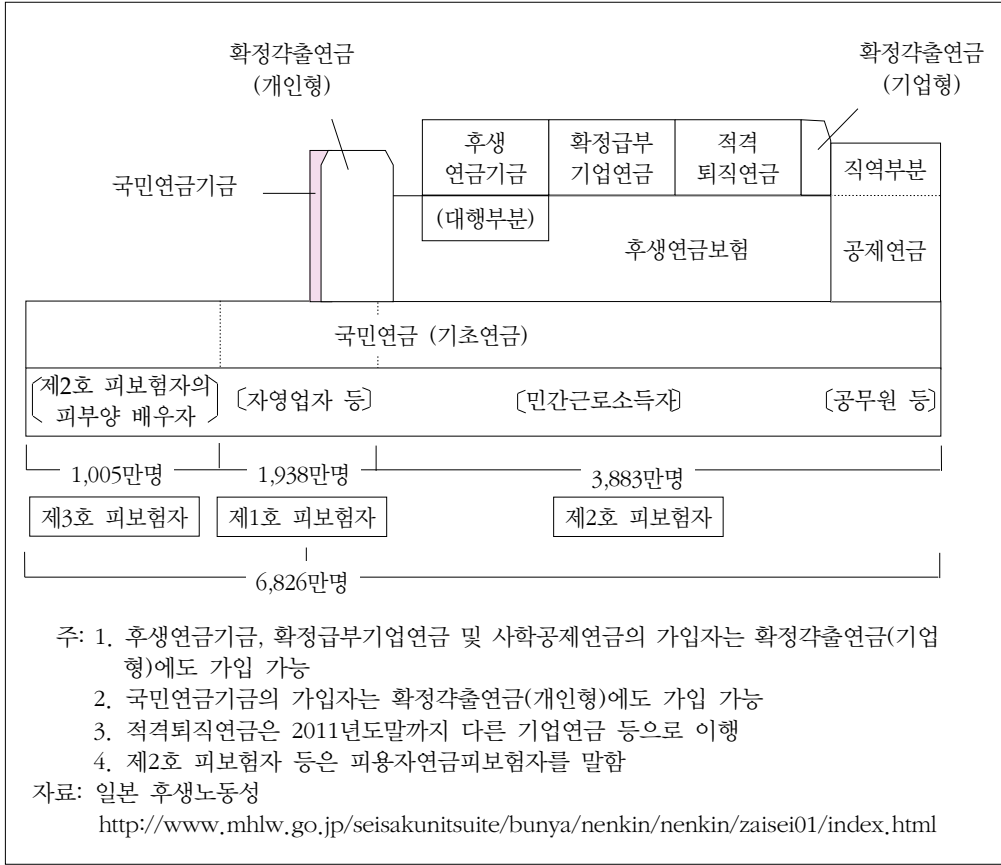 확정갹출연금
(개인형)
확정갹출연금
(기업형)
국민연금기금
후생
연금기금
확정급부
기업연금
적격
퇴직연금
직역부분
(대행부분)
후생연금보험
공제연금
국민연금 (기초연금)
〔제2호 피보험자의
피부양 배우자〕
〔자영업자 등〕
〔민간근로소득자〕
〔공무원 등〕
1,005만명
1,938만명
3,883만명
제3호 피보험자
제1호 피보험자
제2호 피보험자
6,826만명
주: 1. 후생연금기금, 확정급부기업연금 및 사학공제연금의 가입자는 확정갹출연금(기업
형)에도 가입 가능
2. 국민연금기금의 가입자는 확정갹출연금(개인형)에도 가입 가능
3. 적격퇴직연금은 2011년도말까지 다른 기업연금 등으로 이행
4. 제2호 피보험자 등은 피용자연금피보험자를 말함
자료: 일본 후생노동성
http://www.mhlw.go.jp/seisakunitsuite/bunya/nenkin/nenkin/zaisei01/index.html